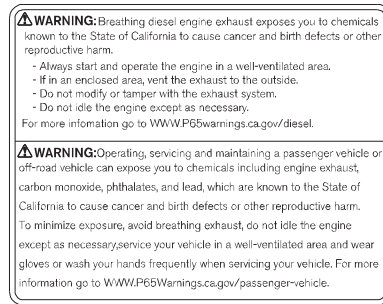 ⚠WARNING: Breathing diesel engine exhaust exposes you to chemicals
known to the State of California to cause cancer and birth defects or other
reproductive harm.
- Always start and operate the engine in a well-ventilated area.
- If in an enclosed area, vent the exhaust to the outside.
- Do not modify or tamper with the exhaust system.
- Do not idle the engine except as necessary.
For more infomation go to WWW.P65warnings.ca.gov/diesel.
⚠WARNING:Operating, servicing and maintaining a passenger vehicle or
off-road vehicle can expose you to chemicals including engine exhaust,
carbon monoxide, phthalates, and lead, which are known to the State of
California to cause cancer and birth defects or other reproductive harm.
To minimize exposure, avoid breathing exhaust, do not idle the engine
except as necessary,service your vehicle in a well-ventilated area and wear
gloves or wash your hands frequently when servicing your vehicle. For more
information go to WWW.P65Warnings.ca.gov/passenger-vehicle.